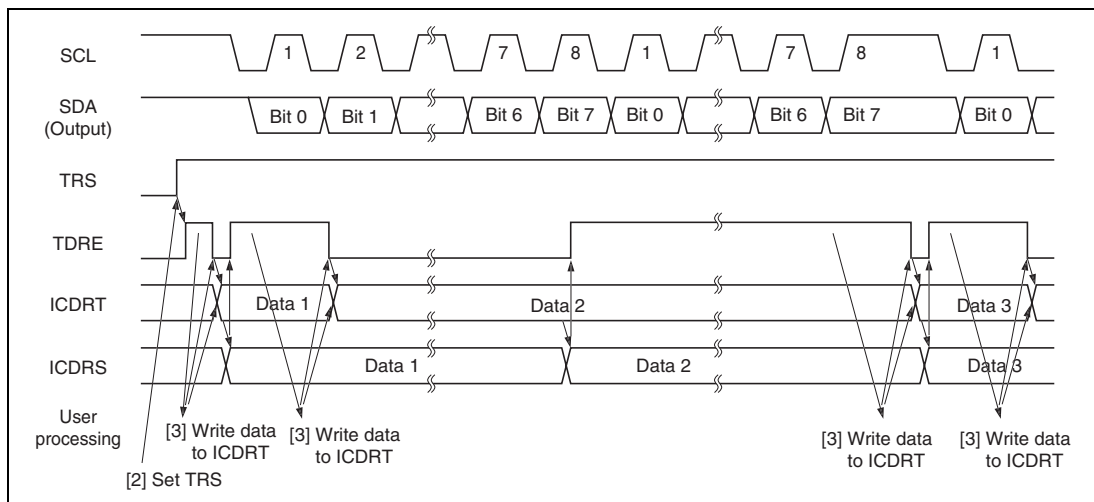 SCL 1 2 7 8 1 7 8 1
SDA
(Output)
Bit 0 Bit 1 Bit 6 Bit 7 Bit 0 Bit 6 Bit 7 Bit 0
TRS
TDRE
ICDRT Data 1 Data 2 Data 3
ICDRS Data 1 Data 2 Data 3
User
processing
[3] Write data
to ICDRT
[3] Write data
to ICDRT
[3] Write data
to ICDRT
[3] Write data
to ICDRT
[2] Set TRS